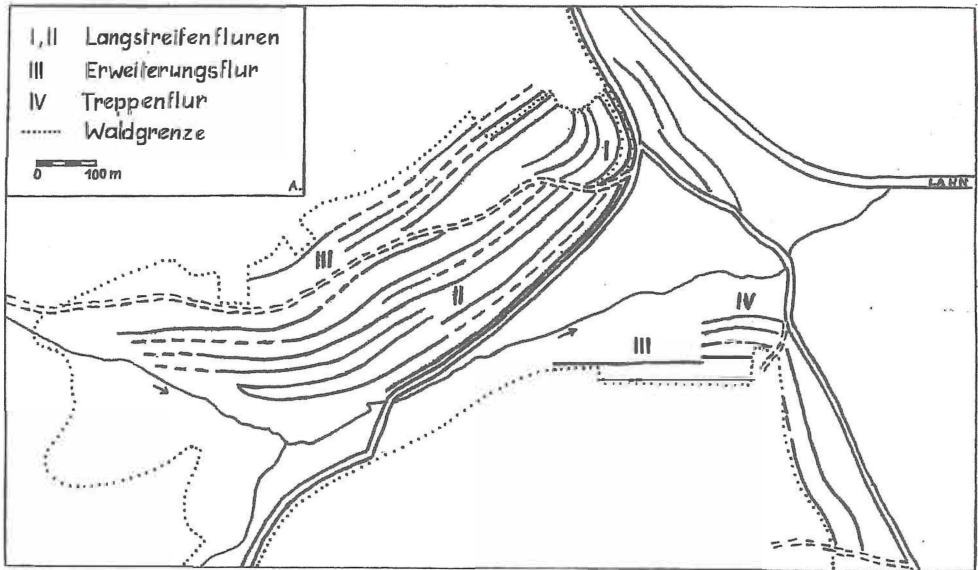 I, II Langstreifenfluren
III Erweiterungsflur
IV Treppenflur
Waldgrenze
0 100 m
A.
I
LAHN
III
II
IV
III